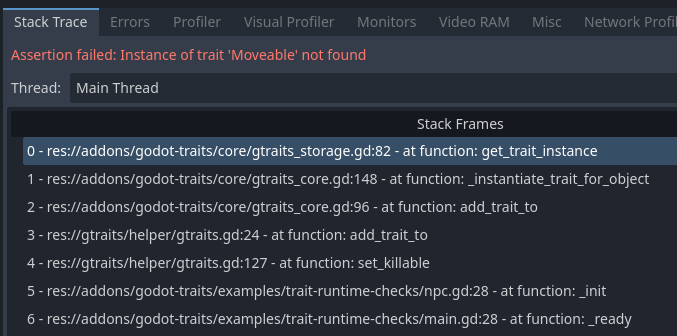 Stack Trace Errors Profiler Visual Profiler Monitors Video RAM Misc Network Profil
Assertion failed: Instance of trait 'Moveable' not found
Thread: Main Thread
Stack Frames
0 - res://addons/godot-traits/core/gtraits_storage.gd:82 - at function: get_trait_instance
1 - res://addons/godot-traits/core/gtraits_core.gd:148 - at function: _instantiate_trait_for_object
2 - res://addons/godot-traits/core/gtraits_core.gd:96 - at function: add_trait_to
3 - res://gtraits/helper/gtraits.gd:24 - at function: add_trait_to
4 - res://gtraits/helper/gtraits.gd:127 - at function: set_killable
5 - res://addons/godot-traits/examples/trait-runtime-checks/npc.gd:28 - at function: _init
6 - res://addons/godot-traits/examples/trait-runtime-checks/main.gd:28 - at function: _ready